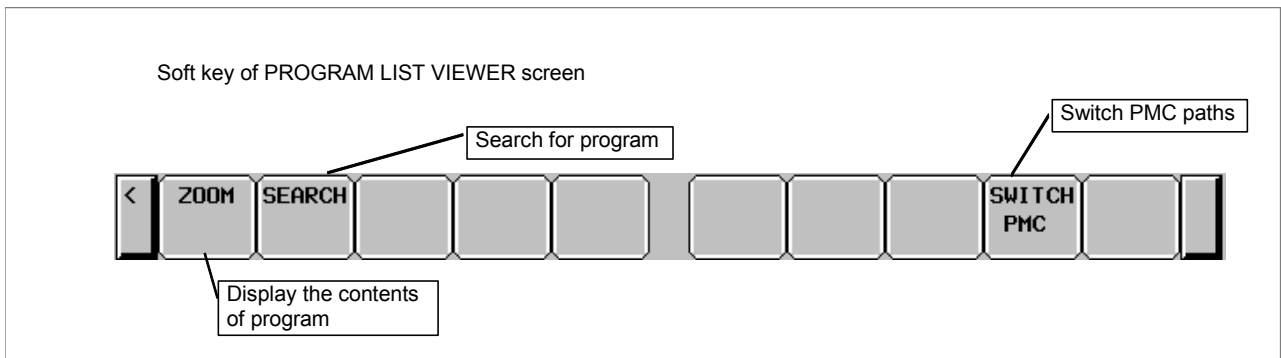 Soft key of PROGRAM LIST VIEWER screen
Switch PMC paths
Search for program
<
ZOOM
SEARCH
SWITCH
PMC
Display the contents
of program